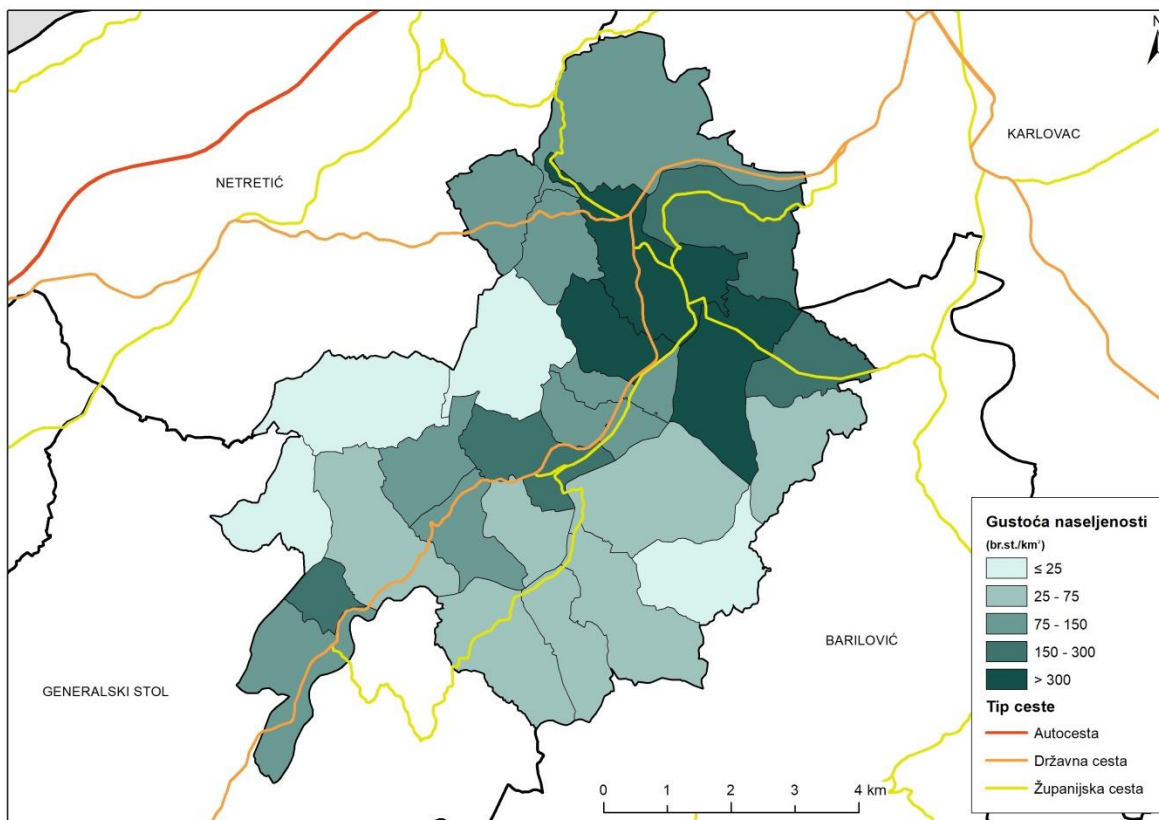 N
KARLOVAC
NETRETIĆ
BARILOVIĆ
GENERALSKI STOL
Gustoća naseljenosti
(br.st./km²)
≤ 25
25 - 75
75 - 150
150 - 300
> 300
Tip ceste
Autocesta
Državna cesta
Županijska cesta
0 1 2 3 4 km